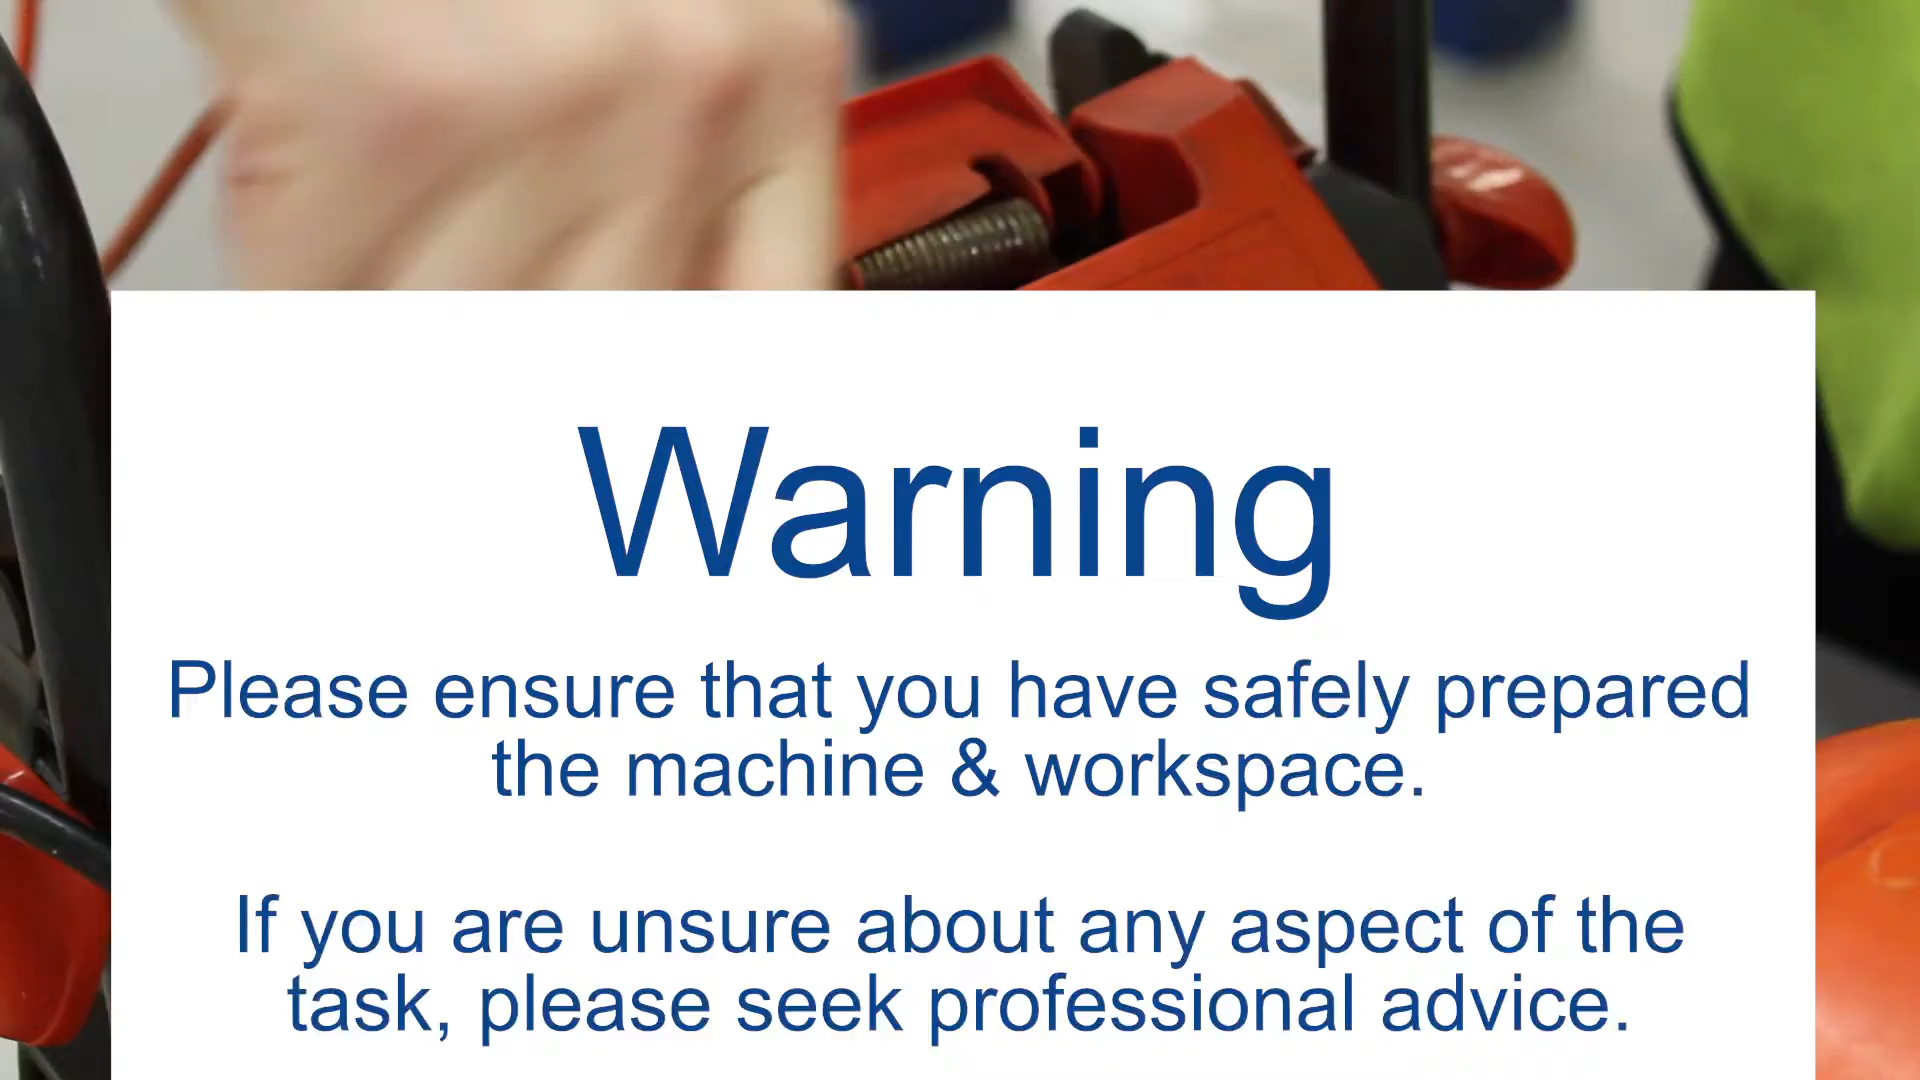 Warning
Please ensure that you have safely prepared
the machine & workspace.
If you are unsure about any aspect of the
task, please seek professional advice.